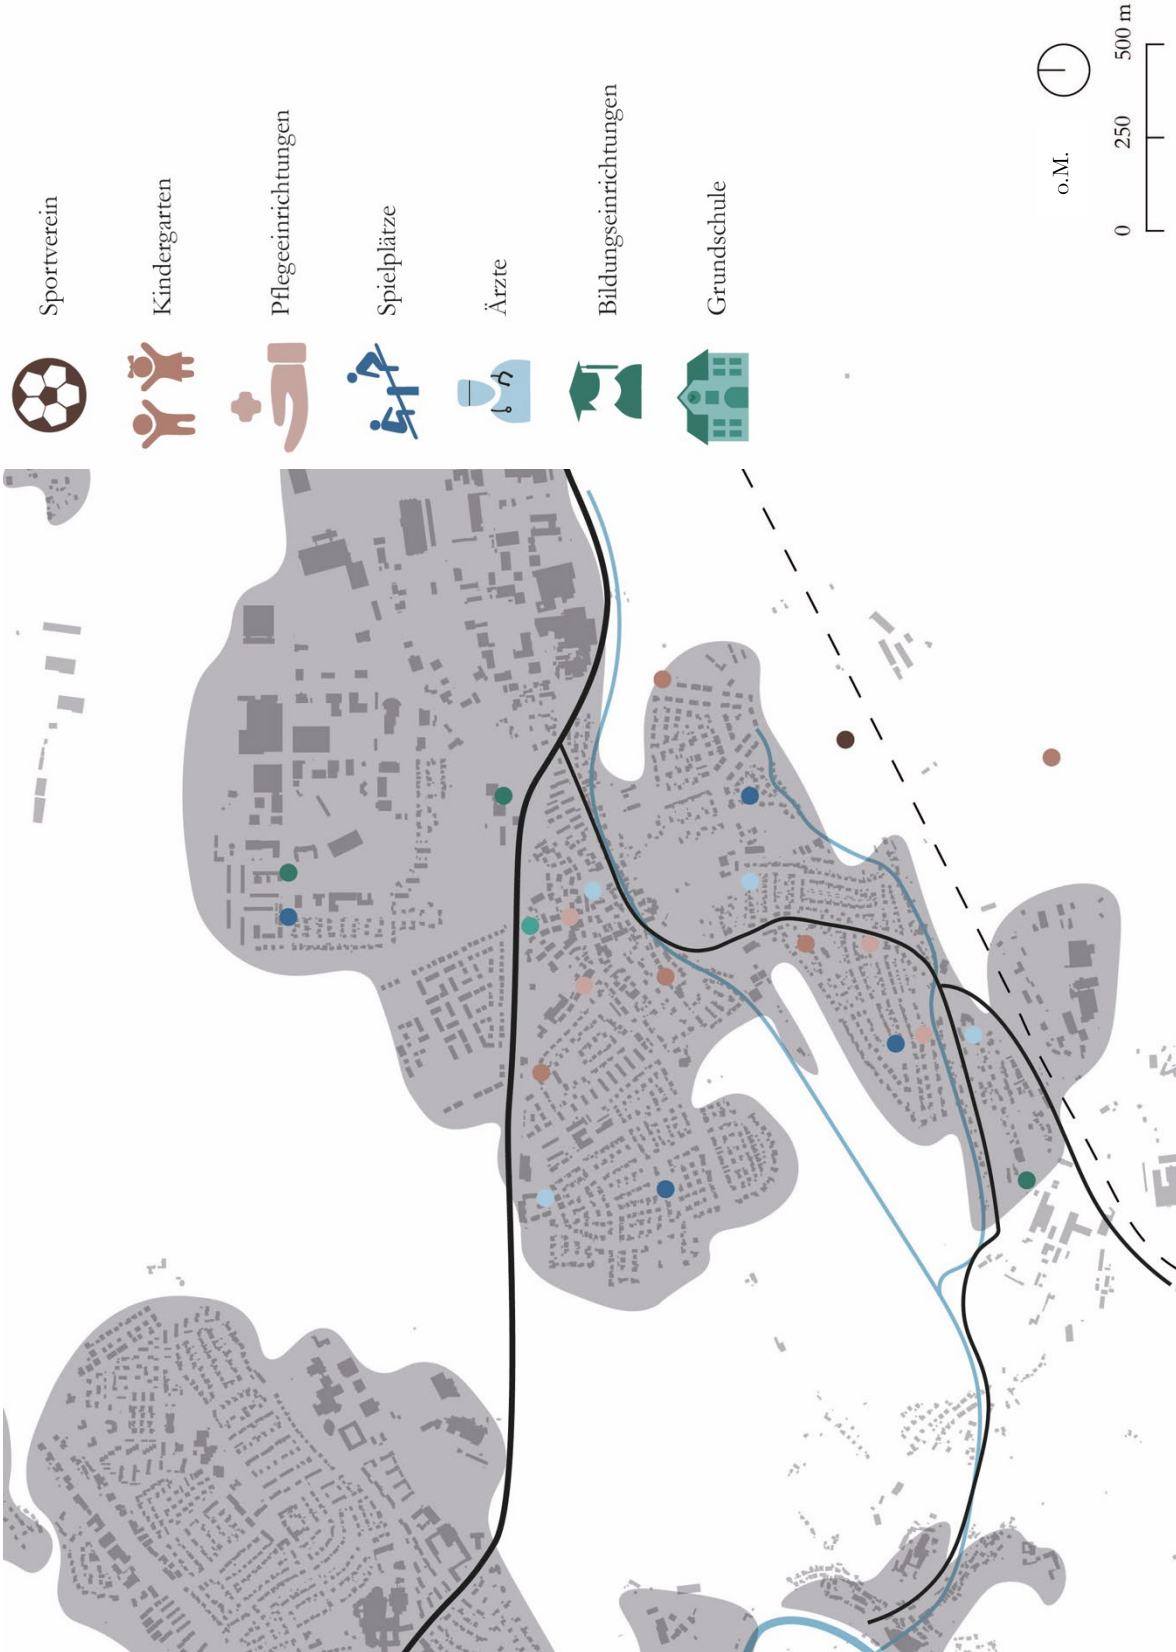 Sportverein
Kindergarten
Pflegeeinrichtungen
Spielplätze
Ärzte
Bildungseinrichtungen
Grundschule
o.M.
0 250 500 m